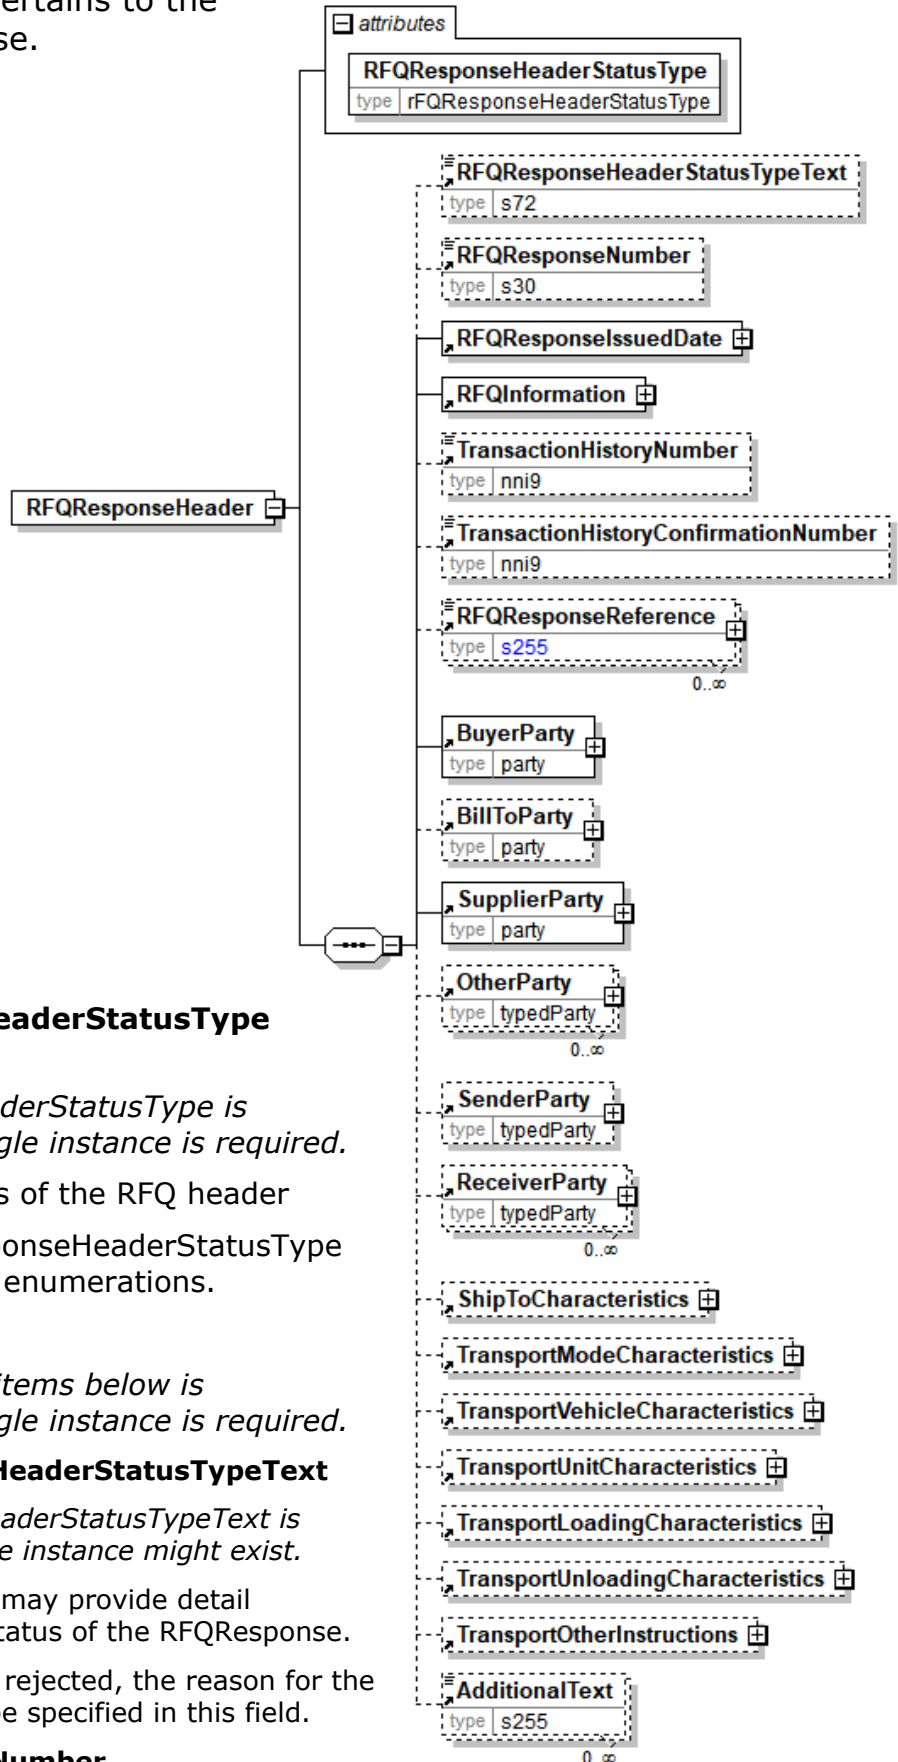 ertains to the
se.
attributes
RFQResponseHeaderStatusType
type rFQResponseHeaderStatusType
RFQResponseHeaderStatusTypeText
type s72
RFQResponseNumber
type s30
RFQResponseIssuedDate
RFQInformation
TransactionHistoryNumber
type nni9
RFQResponseHeader
TransactionHistoryConfirmationNumber
type nni9
RFQResponseReference
type s255
0..∞
BuyerParty
type party
BillToParty
type party
SupplierParty
type party
OtherParty
type typedParty
0..∞
SenderParty
type typedParty
ReceiverParty
type typedParty
0..∞
ShipToCharacteristics
TransportModeCharacteristics
TransportVehicleCharacteristics
TransportUnitCharacteristics
TransportLoadingCharacteristics
TransportUnloadingCharacteristics
TransportOtherInstructions
AdditionalText
type s255
0..∞
eaderStatusType
derStatusType is
gle instance is required.
s of the RFQ header
onseHeaderStatusType
enumerations.
items below is
gle instance is required.
HeaderStatusTypeText
eaderStatusTypeText is
e instance might exist.
may provide detail
tatus of the RFQResponse.
rejected, the reason for the
be specified in this field.
Number